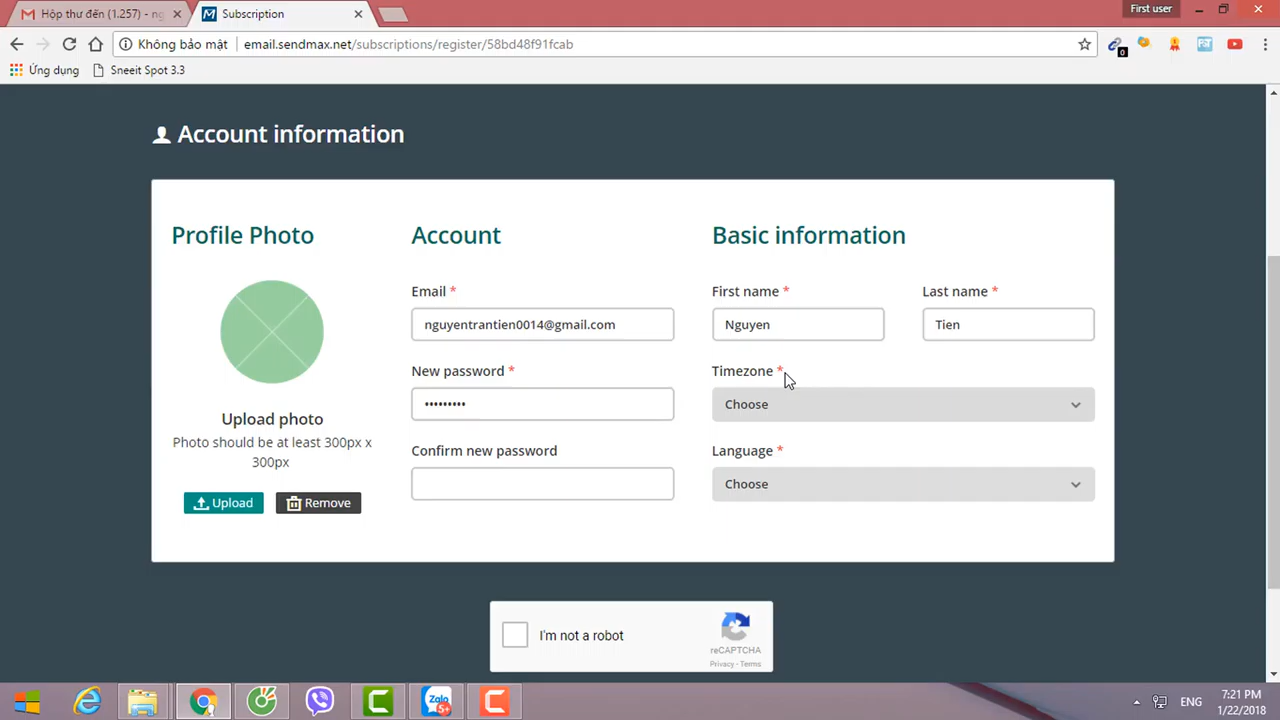 Hộp thư đến (1.257) - ng
Subscription
First user
Không bảo mật
email.sendmax.net/subscriptions/register/58bd48f91fcab
0
Ứng dụng
Sneeit Spot 3.3
Account information
Profile Photo
Account
Basic information
Email *
First name *
Last name *
nguyentrantien0014@gmail.com
Nguyen
Tien
New password *
Timezone *
•••••••••
Choose
Upload photo
Photo should be at least 300px x
300px
Confirm new password
Language *
Choose
Upload
Remove
I'm not a robot
reCAPTCHA
Privacy - Terms
Zalo
5+
ENG
7:21 PM
1/22/2018